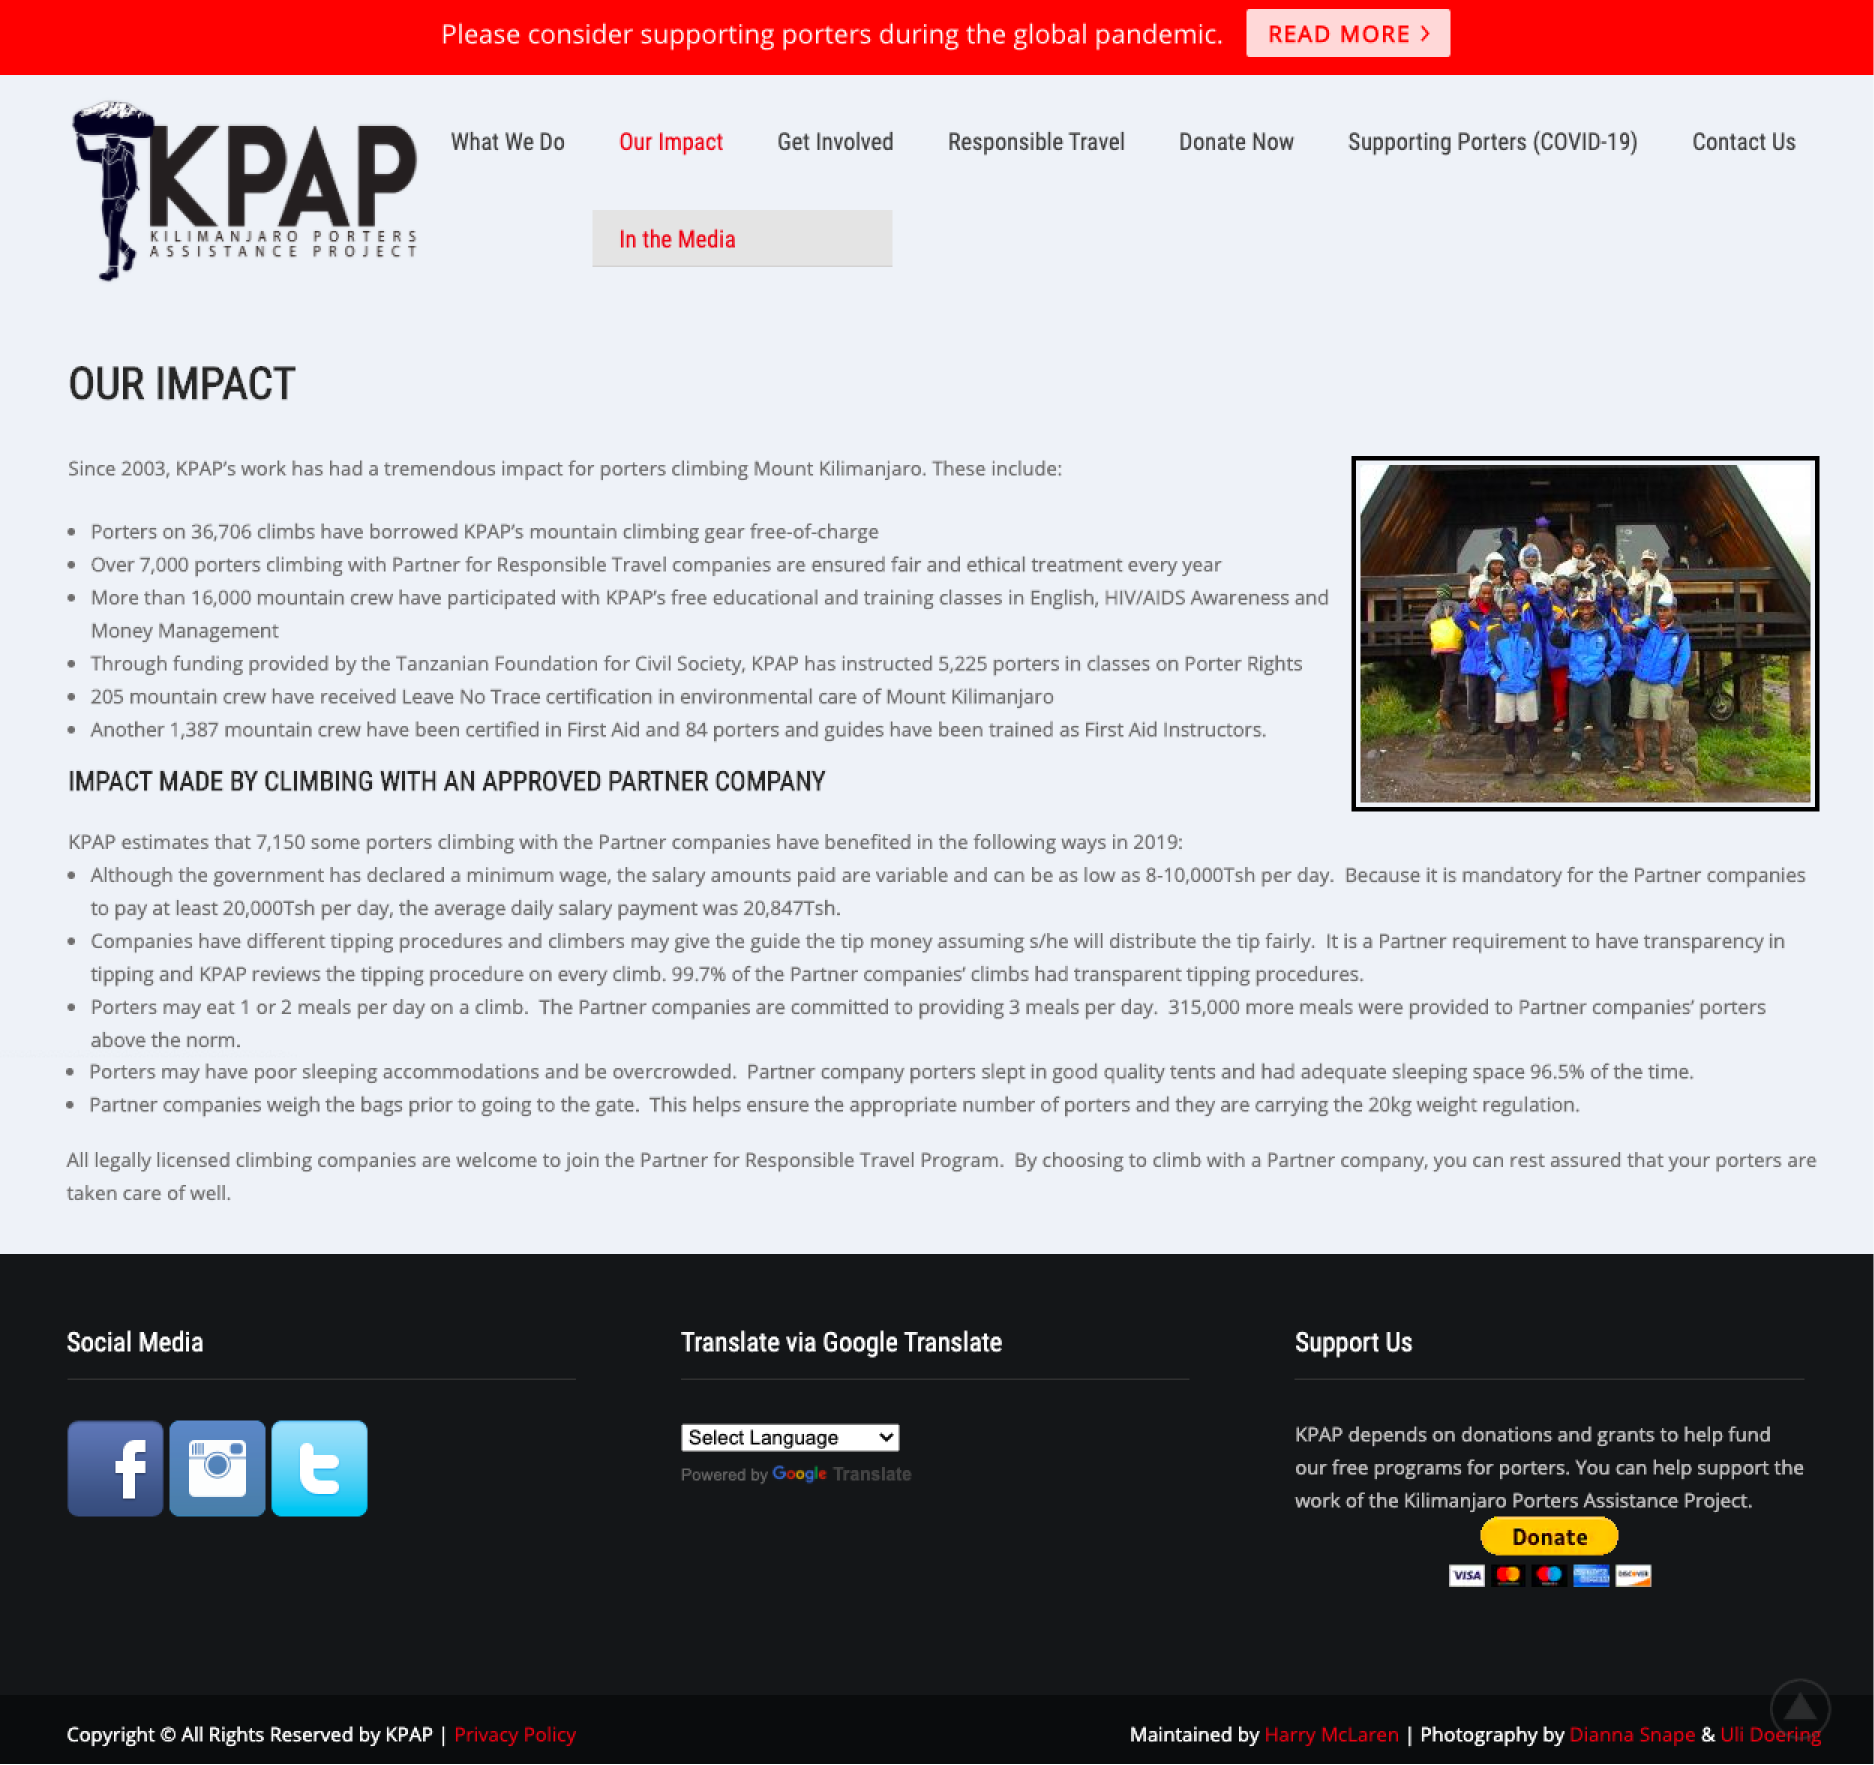 Please consider supporting porters during the global pandemic. READ MORE >
KPAP
KILIMANJARO PORTERS
ASSISTANCE PROJECT
What We Do Our Impact Get Involved Responsible Travel Donate Now Supporting Porters (COVID-19) Contact Us
In the Media
OUR IMPACT
Since 2003, KPAP’s work has had a tremendous impact for porters climbing Mount Kilimanjaro. These include:
• Porters on 36,706 climbs have borrowed KPAP’s mountain climbing gear free-of-charge
• Over 7,000 porters climbing with Partner for Responsible Travel companies are ensured fair and ethical treatment every year
• More than 16,000 mountain crew have participated with KPAP’s free educational and training classes in English, HIV/AIDS Awareness and
Money Management
• Through funding provided by the Tanzanian Foundation for Civil Society, KPAP has instructed 5,225 porters in classes on Porter Rights
• 205 mountain crew have received Leave No Trace certification in environmental care of Mount Kilimanjaro
• Another 1,387 mountain crew have been certified in First Aid and 84 porters and guides have been trained as First Aid Instructors.
IMPACT MADE BY CLIMBING WITH AN APPROVED PARTNER COMPANY
KPAP estimates that 7,150 some porters climbing with the Partner companies have benefited in the following ways in 2019:
• Although the government has declared a minimum wage, the salary amounts paid are variable and can be as low as 8-10,000Tsh per day. Because it is mandatory for the Partner companies
to pay at least 20,000Tsh per day, the average daily salary payment was 20,847Tsh.
• Companies have different tipping procedures and climbers may give the guide the tip money assuming s/he will distribute the tip fairly. It is a Partner requirement to have transparency in
tipping and KPAP reviews the tipping procedure on every climb. 99.7% of the Partner companies’ climbs had transparent tipping procedures.
• Porters may eat 1 or 2 meals per day on a climb. The Partner companies are committed to providing 3 meals per day. 315,000 more meals were provided to Partner companies’ porters
above the norm.
• Porters may have poor sleeping accommodations and be overcrowded. Partner company porters slept in good quality tents and had adequate sleeping space 96.5% of the time.
• Partner companies weigh the bags prior to going to the gate. This helps ensure the appropriate number of porters and they are carrying the 20kg weight regulation.
All legally licensed climbing companies are welcome to join the Partner for Responsible Travel Program. By choosing to climb with a Partner company, you can rest assured that your porters are
taken care of well.
Social Media
Translate via Google Translate
Select Language
Powered by Google Translate
Support Us
KPAP depends on donations and grants to help fund
our free programs for porters. You can help support the
work of the Kilimanjaro Porters Assistance Project.
Donate
VISA DISCOVER
Copyright © All Rights Reserved by KPAP | Privacy Policy
Maintained by Harry McLaren | Photography by Dianna Snape & Uli Doering